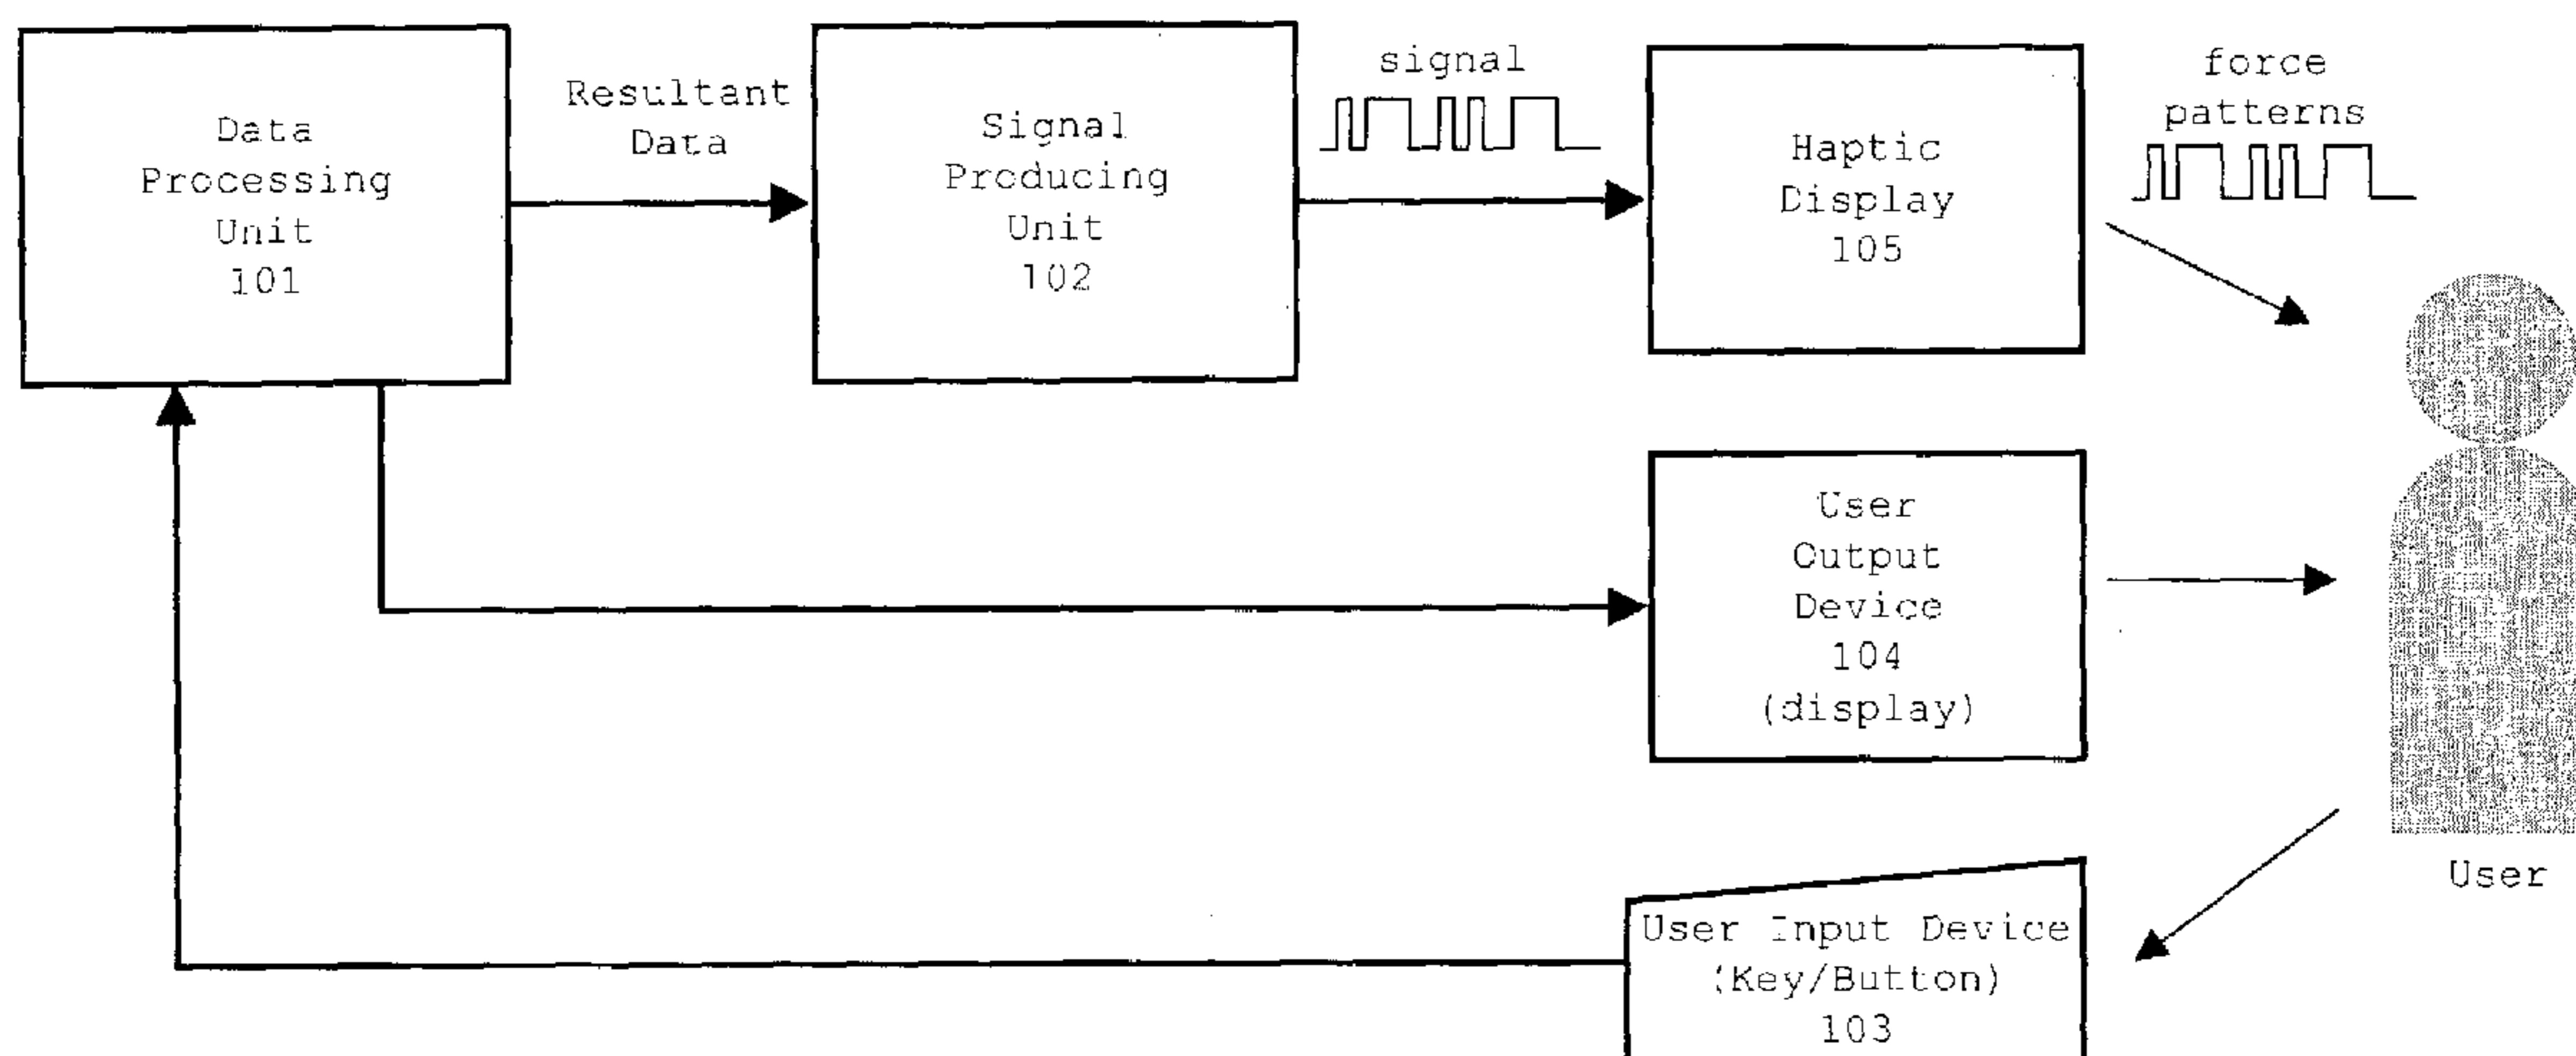 Data
Processing
Unit
101
Resultant
Data
Signal
Producing
Unit
102
signal
Haptic
Display
105
force
patterns
User
Output
Device
104
(display)
User
User Input Device
(Key/Button)
103